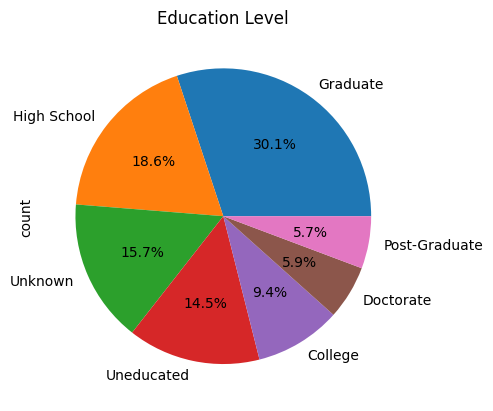 Education Level
Graduate
30.1%
High School
18.6%
Unknown
15.7%
Uneducated
14.5%
College
9.4%
Doctorate
5.9%
Post-Graduate
5.7%
count